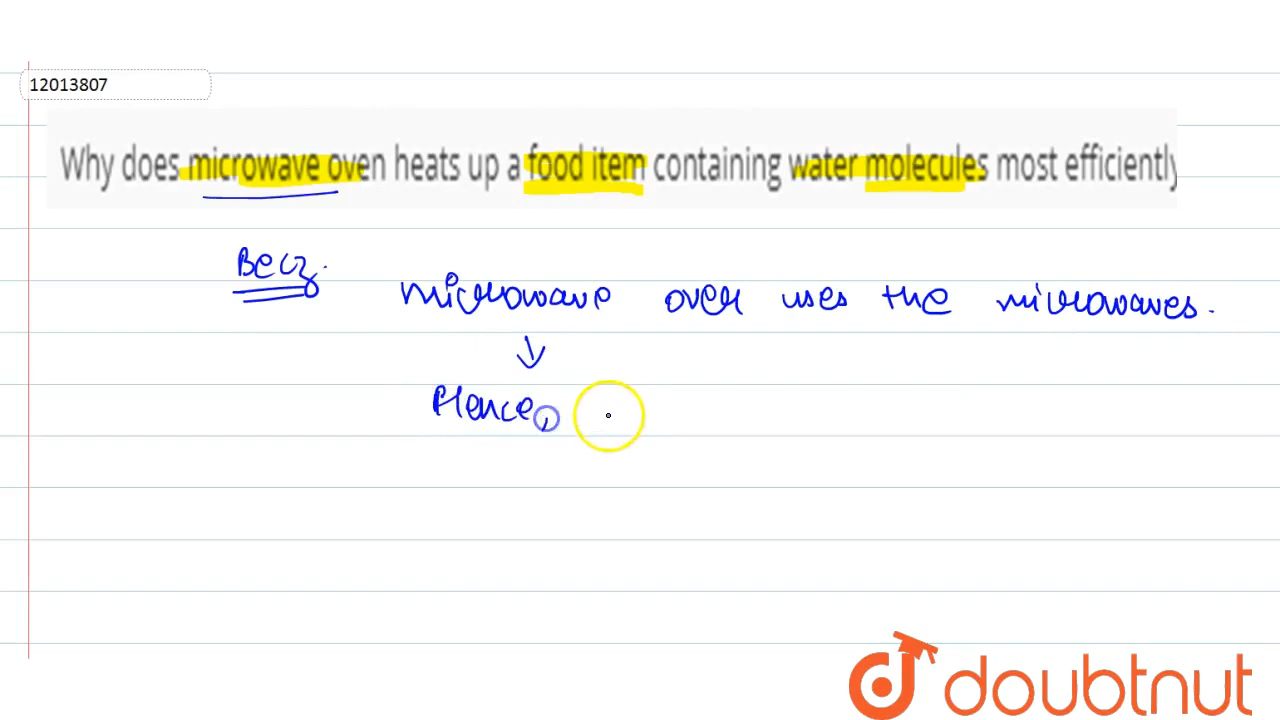 12013807
Why does microwave oven heats up a food item containing water molecules most efficiently
Becz.
microwave oven uses the microwaves.
↓
Hence,
doubtnut